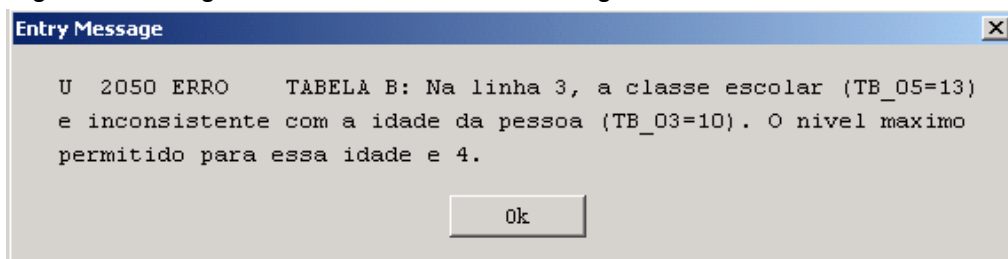 Entry Message
U 2050 ERRO TABELA B: Na linha 3, a classe escolar (TB_05=13)
e inconsistente com a idade da pessoa (TB_03=10). O nivel maximo
permitido para essa idade e 4.
Ok